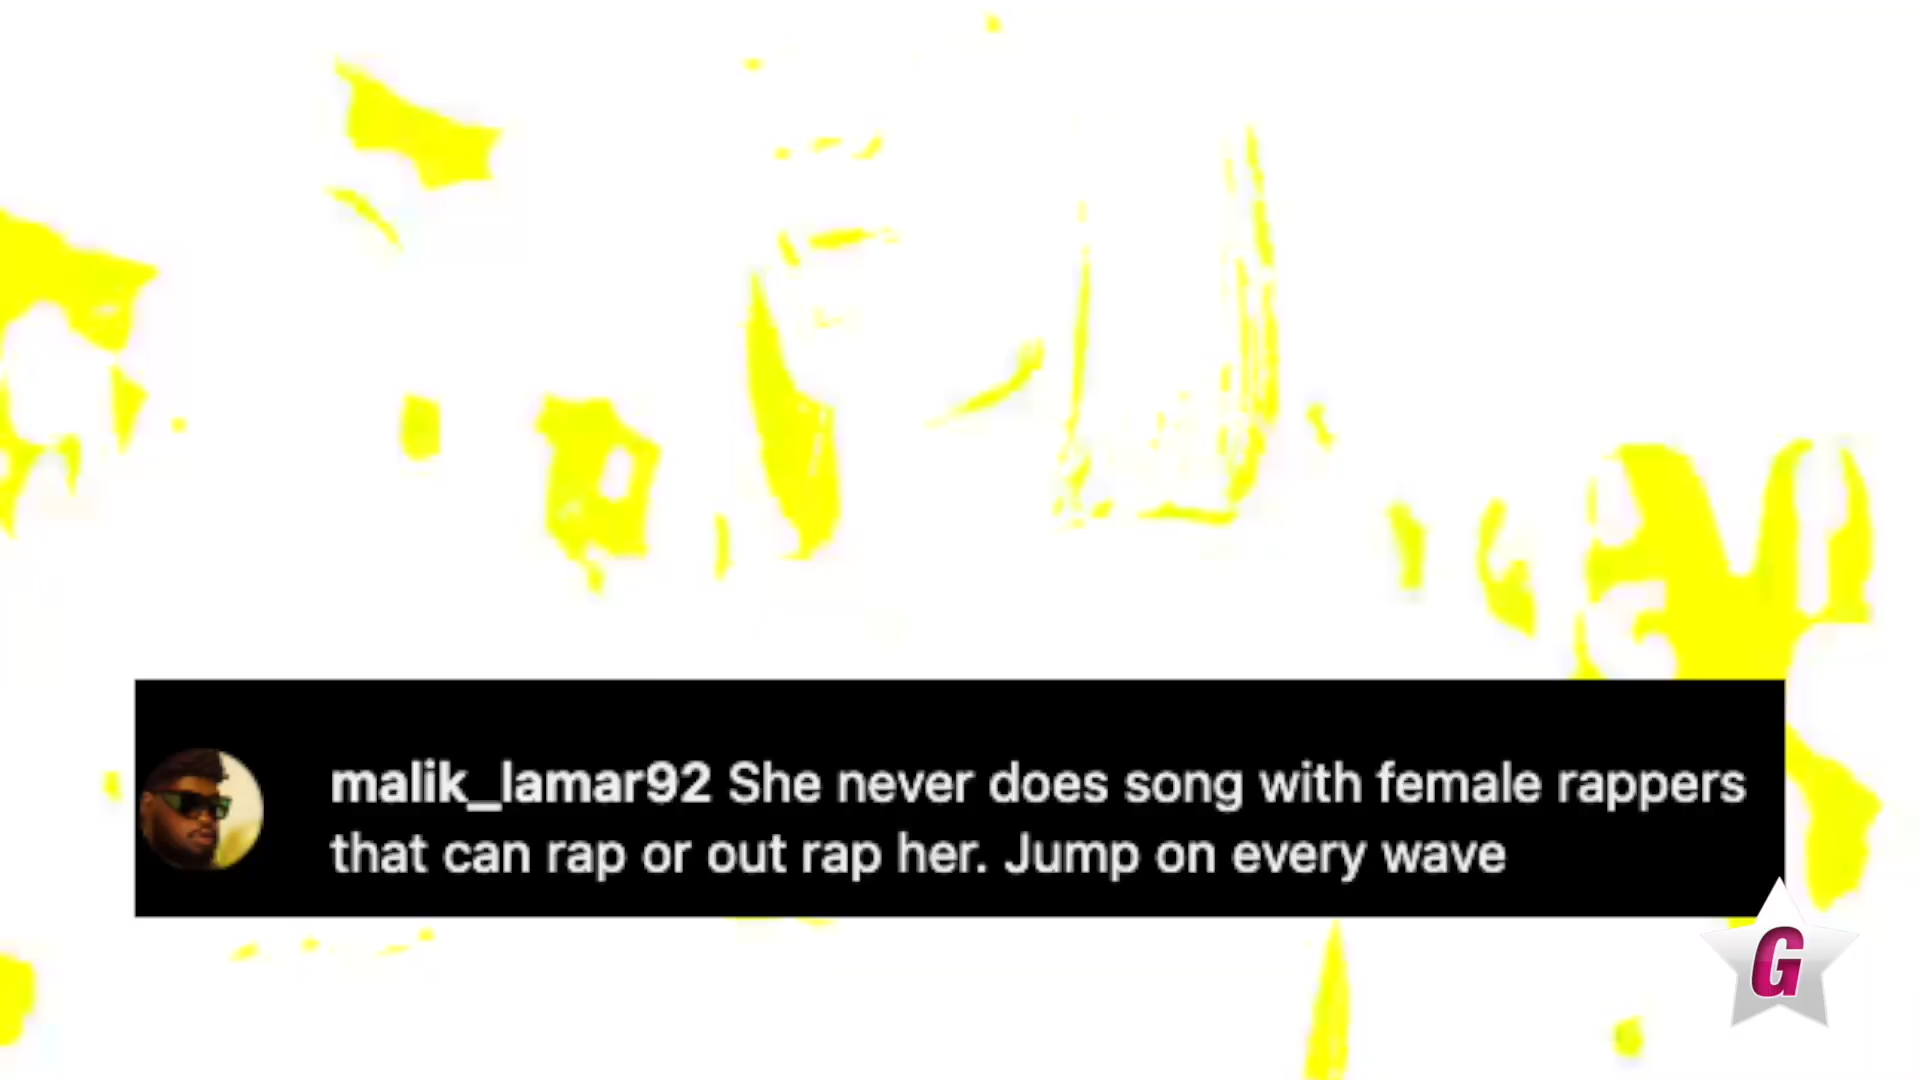 malik_lamar92 She never does song with female rappers
that can rap or out rap her. Jump on every wave
G